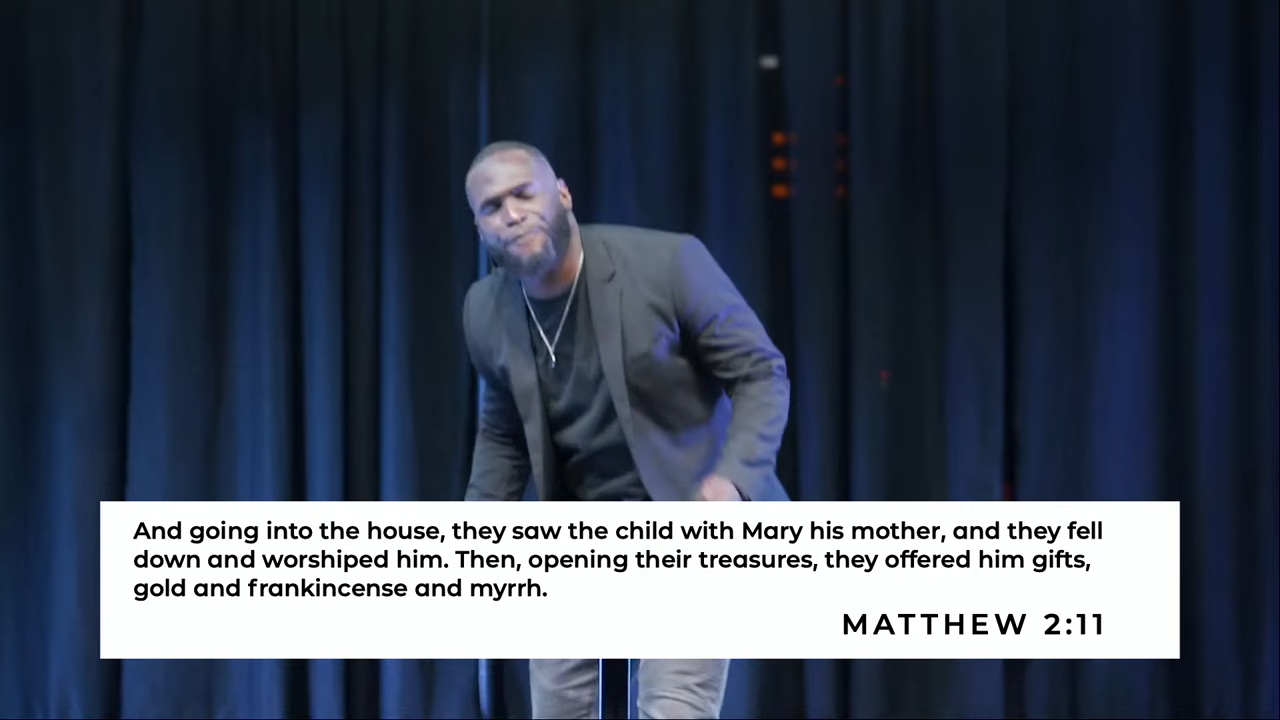 And going into the house, they saw the child with Mary his mother, and they fell
down and worshiped him. Then, opening their treasures, they offered him gifts,
gold and frankincense and myrrh.
MATTHEW 2:11